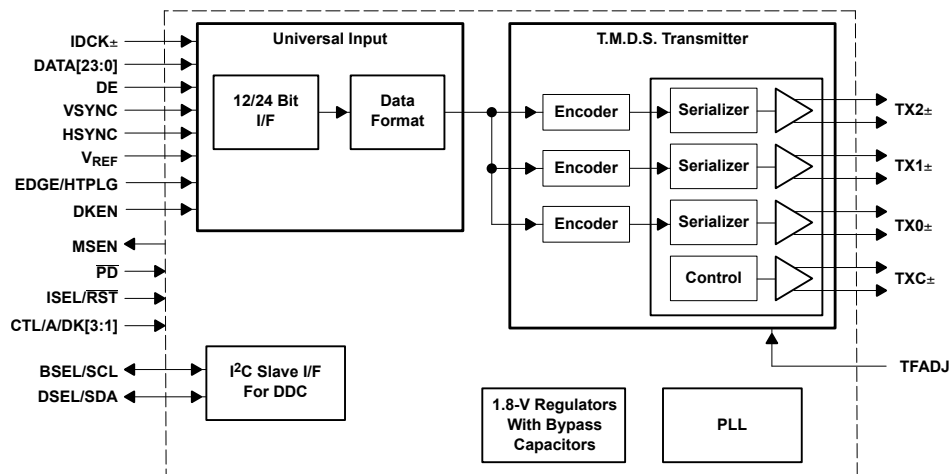 IDCK±
DATA[23:0]
DE
VSYNC
HSYNC
VREF
EDGE/HTPLG
DKEN
MSEN
PD
ISEL/RST
CTL/A/DK[3:1]
BSEL/SCL
DSEL/SDA
Universal Input
12/24 Bit
I/F
Data
Format
I2C Slave I/F
For DDC
T.M.D.S. Transmitter
Encoder
Serializer
Encoder
Serializer
Encoder
Serializer
Control
1.8-V Regulators
With Bypass
Capacitors
PLL
TX2±
TX1±
TX0±
TXC±
TFADJ